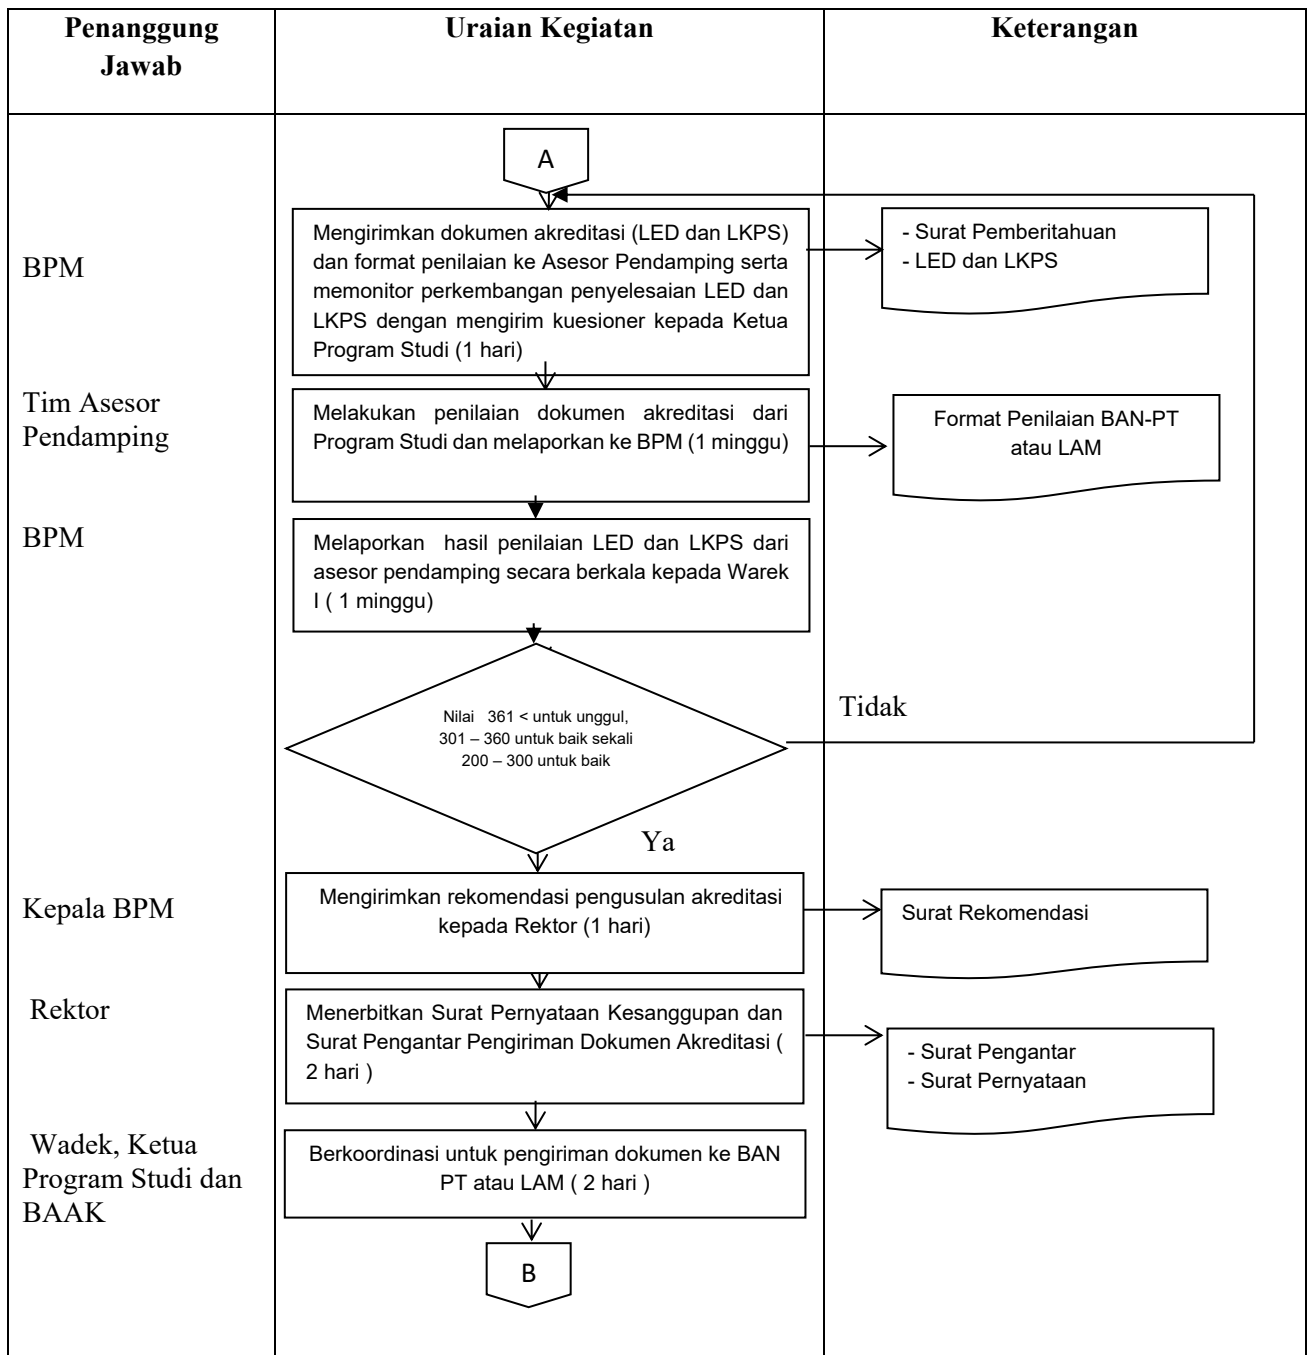 Penanggung
Jawab
Uraian Kegiatan
Keterangan
A
BPM
Mengirimkan dokumen akreditasi (LED dan LKPS)
dan format penilaian ke Asesor Pendamping serta
memonitor perkembangan penyelesaian LED dan
LKPS dengan mengirim kuesioner kepada Ketua
Program Studi (1 hari)
- Surat Pemberitahuan
- LED dan LKPS
Tim Asesor
Pendamping
Melakukan penilaian dokumen akreditasi dari
Program Studi dan melaporkan ke BPM (1 minggu)
Format Penilaian BAN-PT
atau LAM
BPM
Melaporkan hasil penilaian LED dan LKPS dari
asesor pendamping secara berkala kepada Warek
I ( 1 minggu)
Nilai 361 < untuk unggul,
301 – 360 untuk baik sekali
200 – 300 untuk baik
Tidak
Ya
Kepala BPM
Mengirimkan rekomendasi pengusulan akreditasi
kepada Rektor (1 hari)
Surat Rekomendasi
Rektor
Menerbitkan Surat Pernyataan Kesanggupan dan
Surat Pengantar Pengiriman Dokumen Akreditasi (
2 hari )
- Surat Pengantar
- Surat Pernyataan
Wadek, Ketua
Program Studi dan
BAAK
Berkoordinasi untuk pengiriman dokumen ke BAN
PT atau LAM ( 2 hari )
B